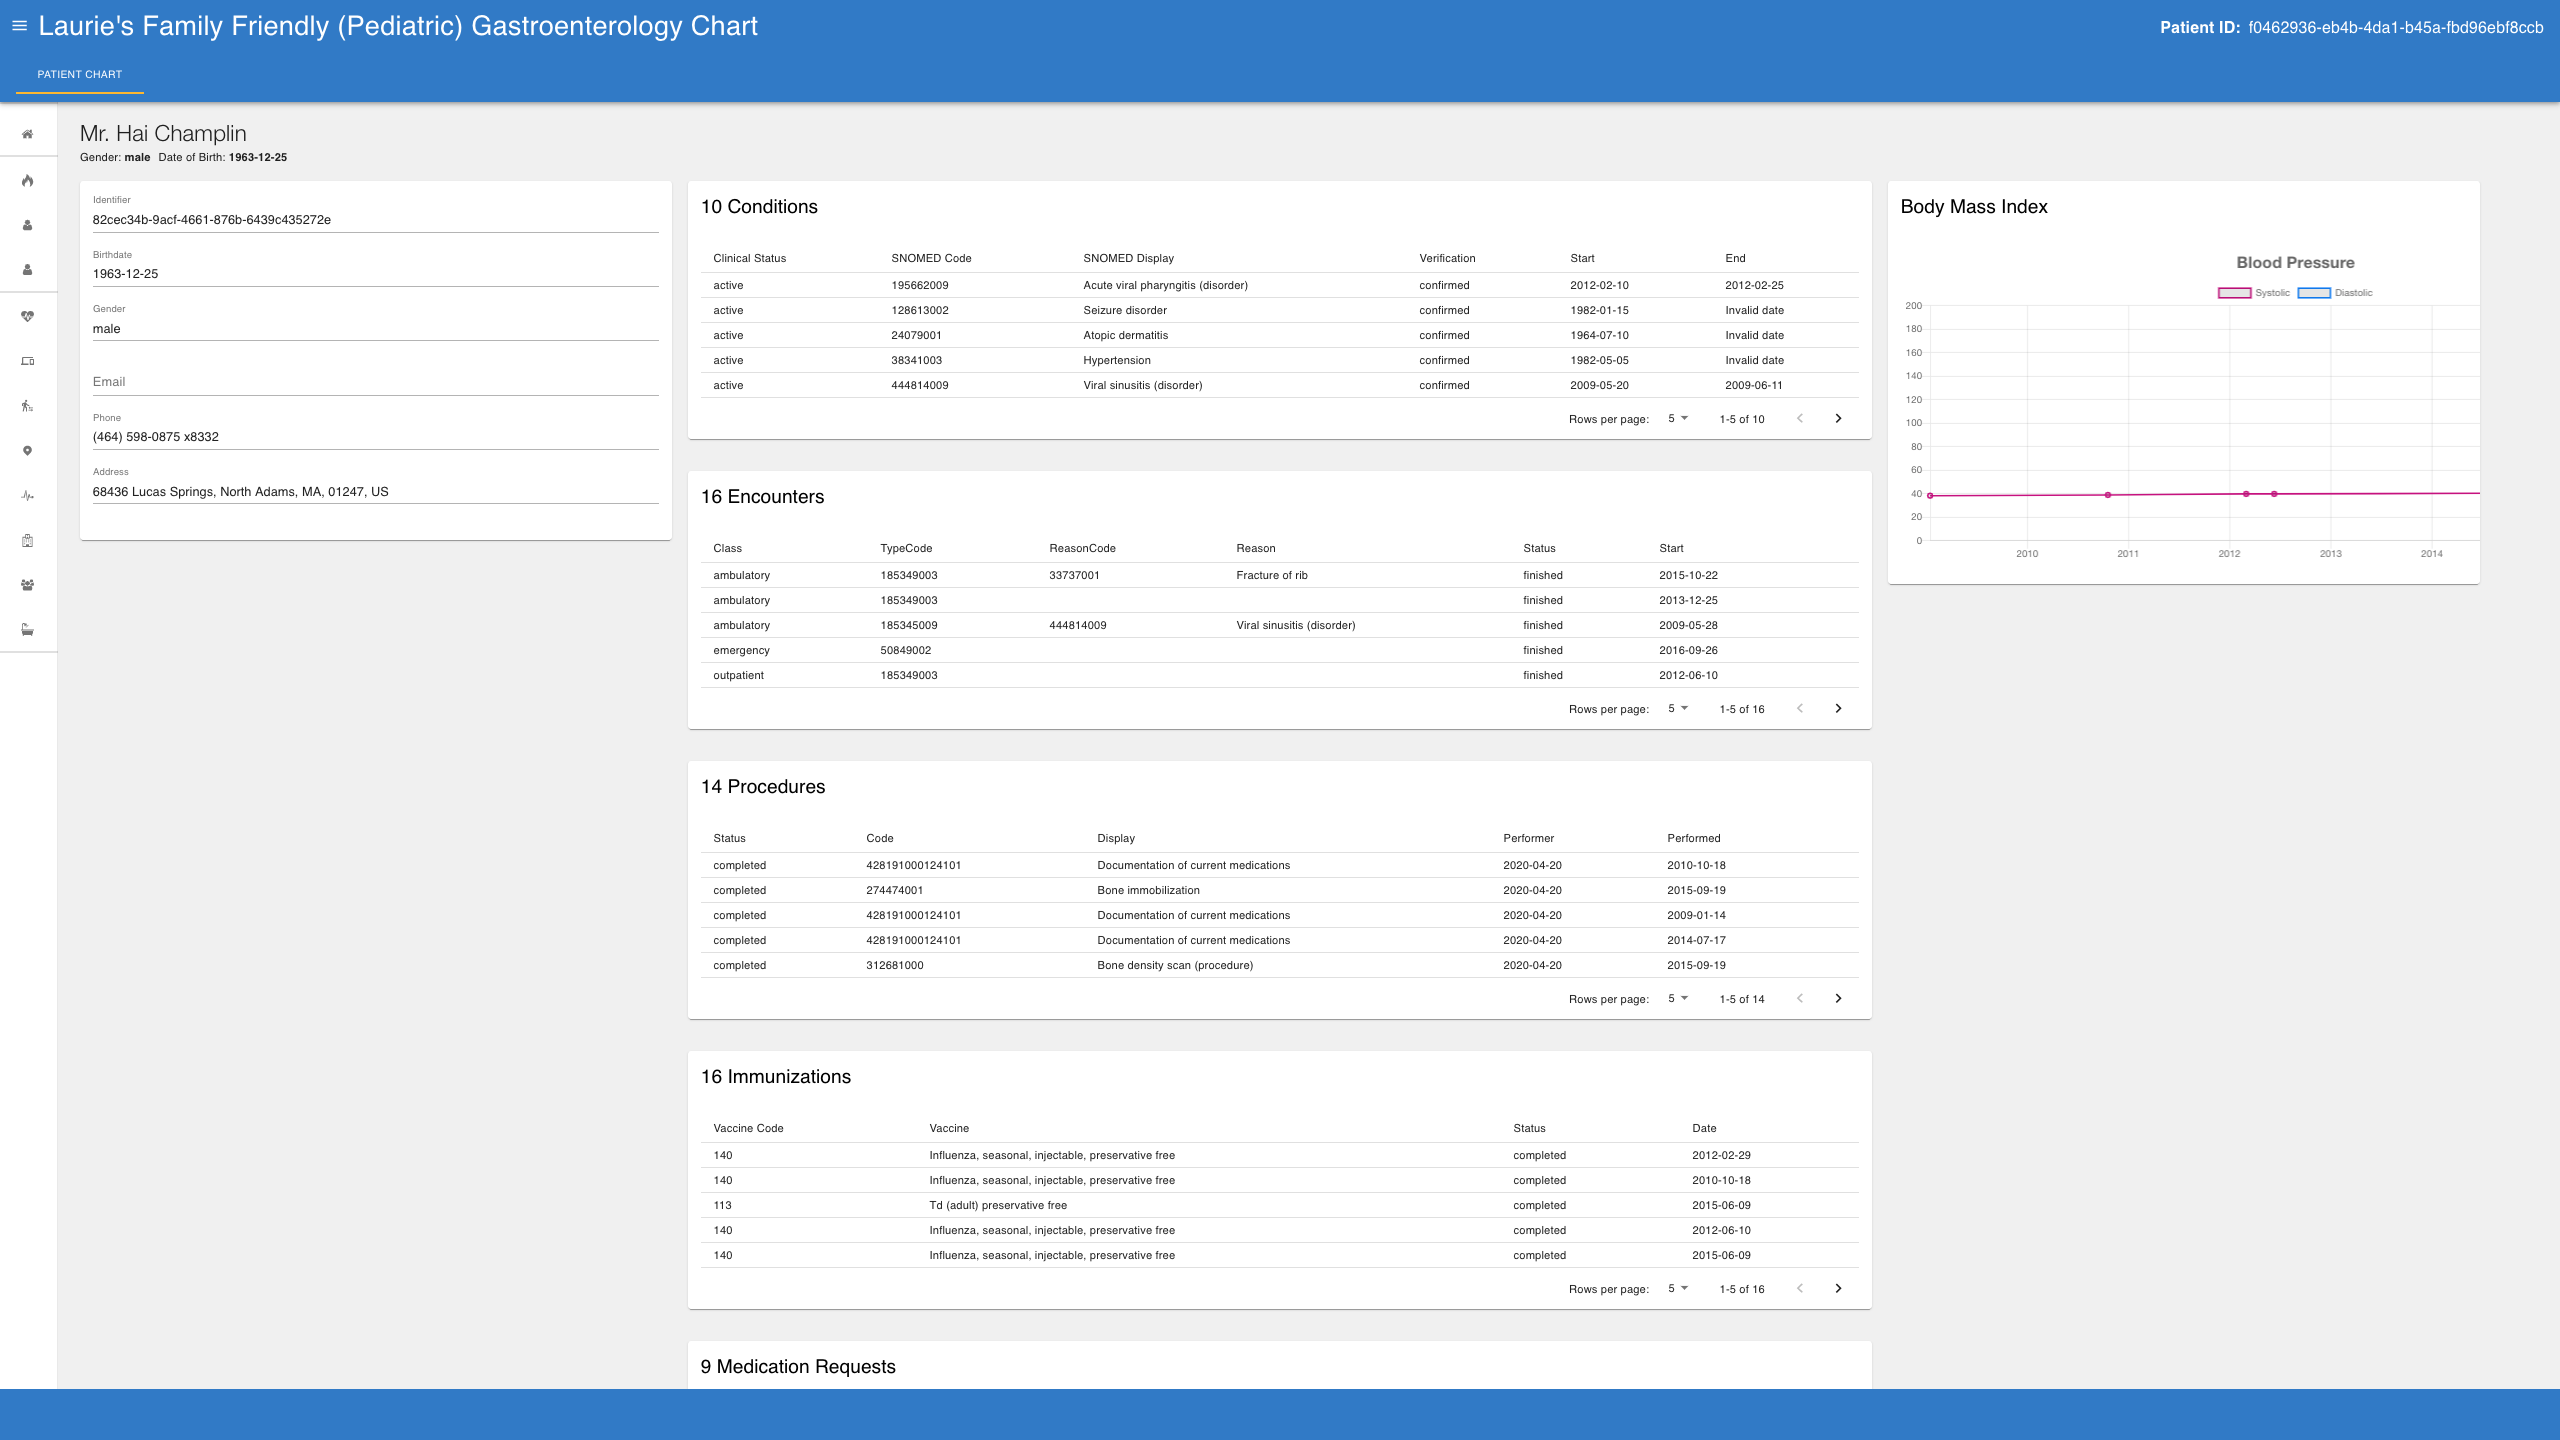 Laurie's Family Friendly (Pediatric) Gastroenterology Chart
Patient ID: f0462936-eb4b-4da1-b45a-fbd96ebf8ccb
PATIENT CHART
Mr. Hai Champlin
Gender: male Date of Birth: 1963-12-25
Identifier
82cec34b-9acf-4661-876b-6439c435272e
Birthdate
1963-12-25
Gender
male
Email
Phone
(464) 598-0875 x8332
Address
68436 Lucas Springs, North Adams, MA, 01247, US
10 Conditions
Clinical Status SNOMED Code SNOMED Display Verification Start End
active 195662009 Acute viral pharyngitis (disorder) confirmed 2012-02-10 2012-02-25
active 128613002 Seizure disorder confirmed 1982-01-15 Invalid date
active 24079001 Atopic dermatitis confirmed 1964-07-10 Invalid date
active 38341003 Hypertension confirmed 1982-05-05 Invalid date
active 444814009 Viral sinusitis (disorder) confirmed 2009-05-20 2009-06-11
Rows per page: 5 1-5 of 10
16 Encounters
Class TypeCode ReasonCode Reason Status Start
ambulatory 185349003 33737001 Fracture of rib finished 2015-10-22
ambulatory 185349003 finished 2013-12-25
ambulatory 185345009 444814009 Viral sinusitis (disorder) finished 2009-05-28
emergency 50849002 finished 2016-09-26
outpatient 185349003 finished 2012-06-10
Rows per page: 5 1-5 of 16
14 Procedures
Status Code Display Performer Performed
completed 428191000124101 Documentation of current medications 2020-04-20 2010-10-18
completed 274474001 Bone immobilization 2020-04-20 2015-09-19
completed 428191000124101 Documentation of current medications 2020-04-20 2009-01-14
completed 428191000124101 Documentation of current medications 2020-04-20 2014-07-17
completed 312681000 Bone density scan (procedure) 2020-04-20 2015-09-19
Rows per page: 5 1-5 of 14
16 Immunizations
Vaccine Code Vaccine Status Date
140 Influenza, seasonal, injectable, preservative free completed 2012-02-29
140 Influenza, seasonal, injectable, preservative free completed 2010-10-18
113 Td (adult) preservative free completed 2015-06-09
140 Influenza, seasonal, injectable, preservative free completed 2012-06-10
140 Influenza, seasonal, injectable, preservative free completed 2015-06-09
Rows per page: 5 1-5 of 16
9 Medication Requests
Body Mass Index
Blood Pressure
Systolic Diastolic
200
180
160
140
120
100
80
60
40
20
0
2010 2011 2012 2013 2014